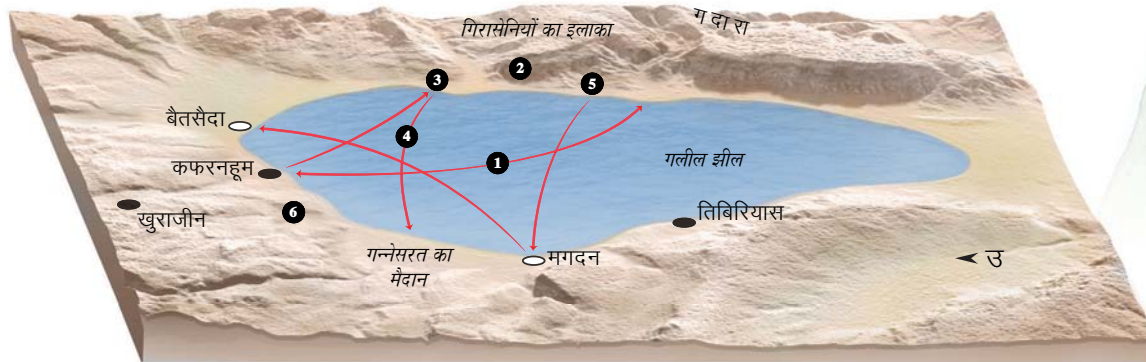 ग दा रा
गिरासेनियों का इलाका
2
3
5
बैतसैदा
4
कफरनहूम
1
गलील झील
खुराजीन
6
तिबिरियास
गन्नेसरत का
मैदान
मगदन
उ